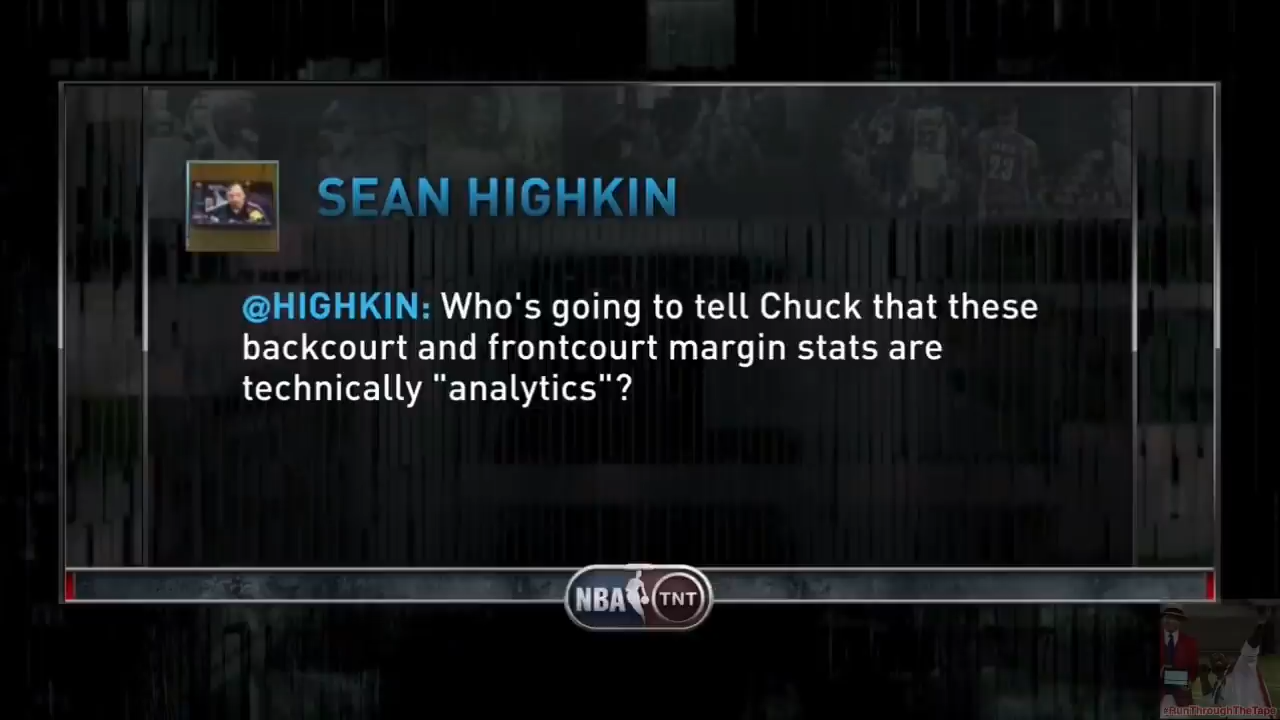 SEAN HIGHKIN
@HIGHKIN: Who's going to tell Chuck that these
backcourt and frontcourt margin stats are
technically "analytics"?
NBA TNT
#RunThroughTheTape